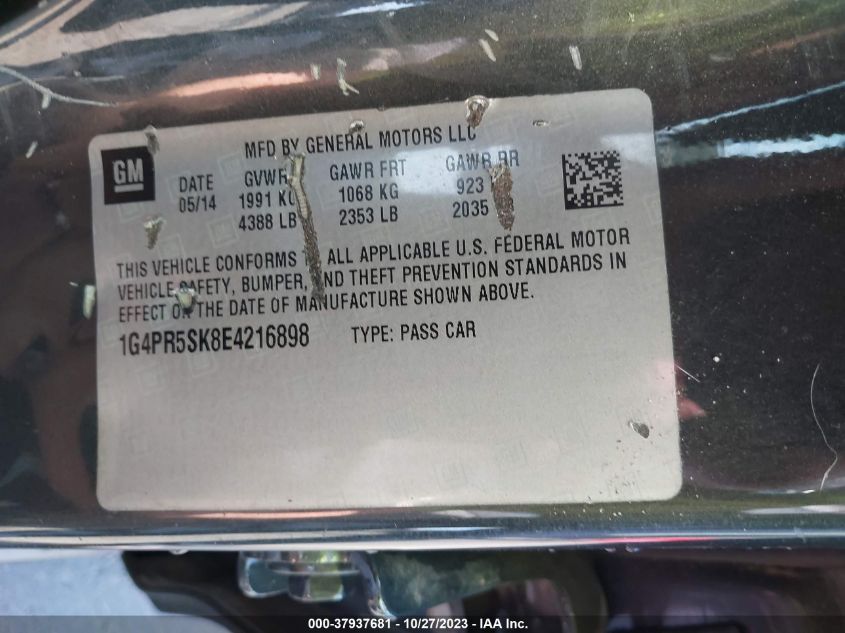 MFD BY GENERAL MOTORS LLC
GM
DATE GVWR GAWR FRT GAWR RR
05/14 1991 KG 1068 KG 923
4388 LB 2353 LB 2035
THIS VEHICLE CONFORMS TO ALL APPLICABLE U.S. FEDERAL MOTOR
VEHICLE SAFETY, BUMPER, AND THEFT PREVENTION STANDARDS IN
EFFECT ON THE DATE OF MANUFACTURE SHOWN ABOVE.
1G4PR5SK8E4216898 TYPE: PASS CAR
000-37937681 - 10/27/2023 - © IAA Inc.